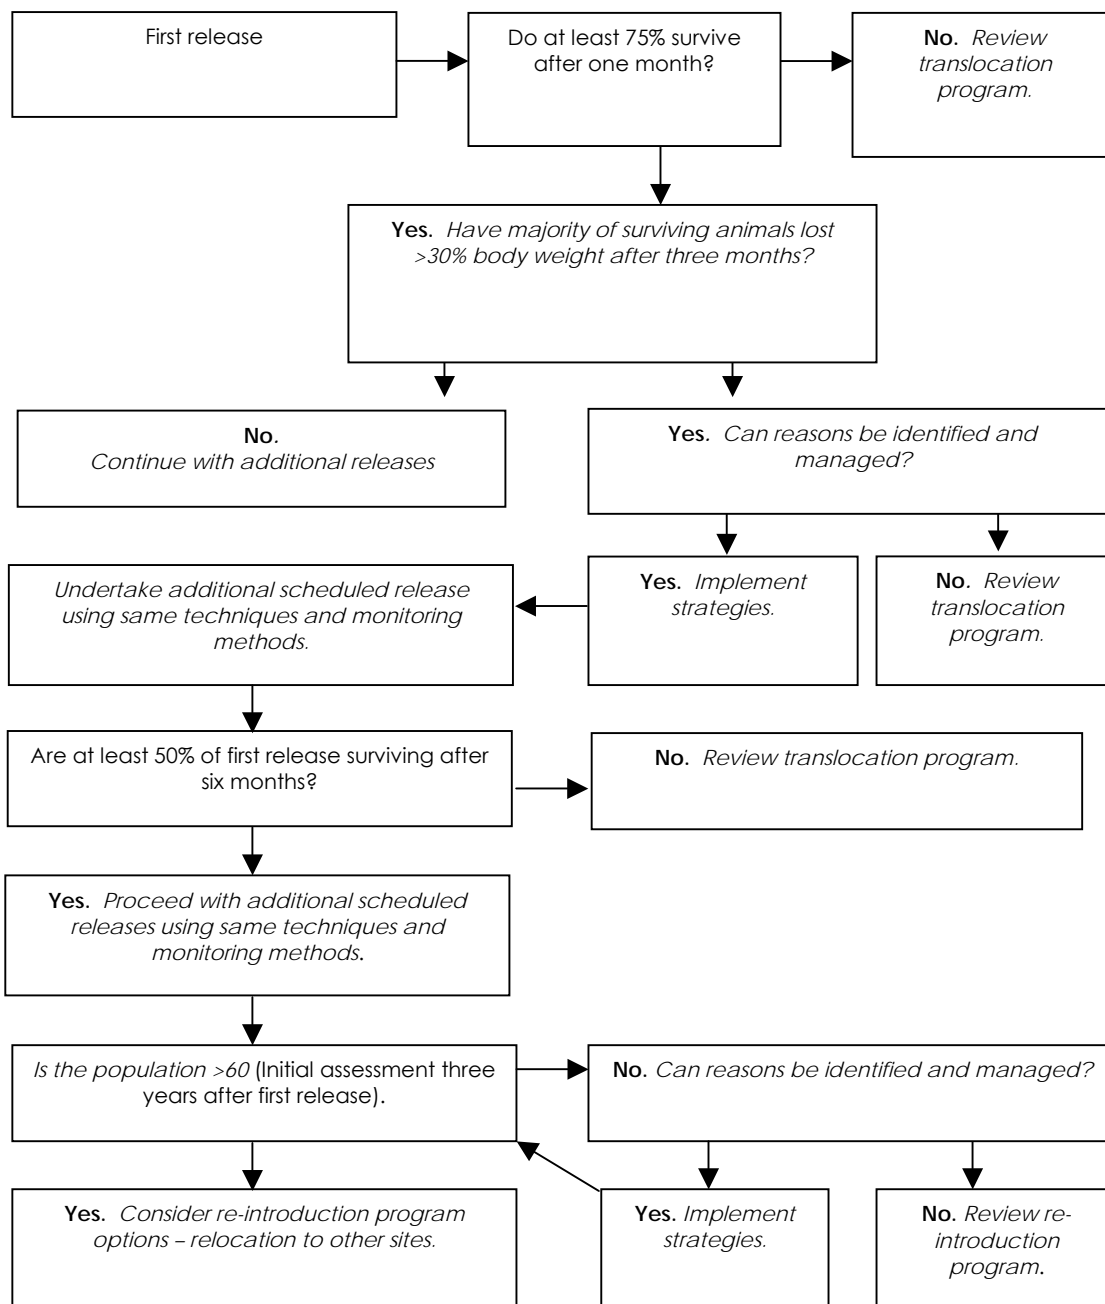 First release
Do at least 75% survive
after one month?
No. Review
translocation
program.
Yes. Have majority of surviving animals lost
>30% body weight after three months?
No.
Continue with additional releases
Yes. Can reasons be identified and
managed?
Undertake additional scheduled release
using same techniques and monitoring
methods.
Yes. Implement
strategies.
No. Review
translocation
program.
Are at least 50% of first release surviving after
six months?
No. Review translocation program.
Yes. Proceed with additional scheduled
releases using same techniques and
monitoring methods.
Is the population >60 (Initial assessment three
years after first release).
No. Can reasons be identified and managed?
Yes. Consider re-introduction program
options – relocation to other sites.
Yes. Implement
strategies.
No. Review re-
introduction
program.